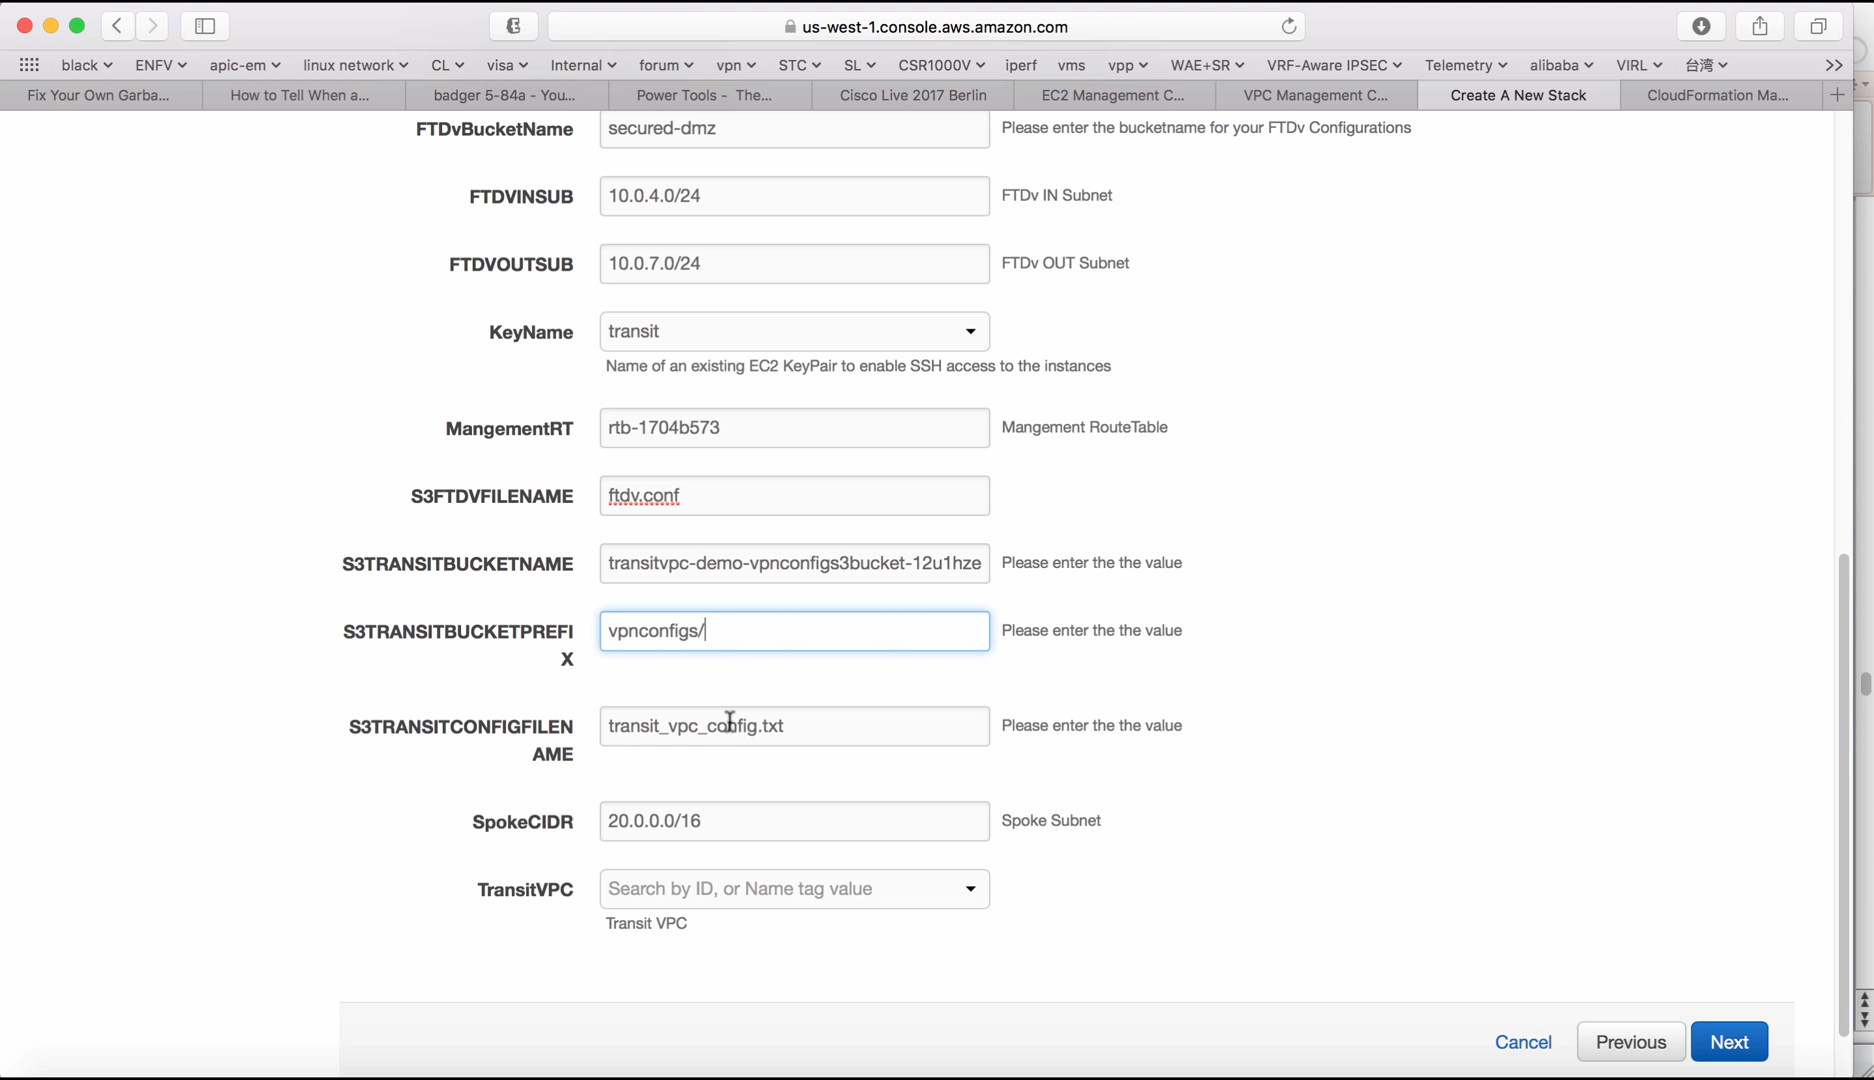 us-west-1.console.aws.amazon.com
black ENFV apic-em linux network CL visa Internal forum vpn STC SL CSR1000V iperf vms vpp WAE+SR VRF-Aware IPSEC Telemetry alibaba VIRL 台湾
Fix Your Own Garba... How to Tell When a... badger 5-84a - You... Power Tools - The... Cisco Live 2017 Berlin EC2 Management C... VPC Management C... Create A New Stack CloudFormation Ma...
FTDvBucketName secured-dmz Please enter the bucketname for your FTDv Configurations
FTDVINSUB 10.0.4.0/24 FTDv IN Subnet
FTDVOUTSUB 10.0.7.0/24 FTDv OUT Subnet
KeyName transit
Name of an existing EC2 KeyPair to enable SSH access to the instances
MangementRT rtb-1704b573 Mangement RouteTable
S3FTDVFILENAME ftdv.conf
S3TRANSITBUCKETNAME transitvpc-demo-vpnconfigs3bucket-12u1hze Please enter the the value
S3TRANSITBUCKETPREFI vpnconfigs/ Please enter the the value
X
S3TRANSITCONFIGFILEN transit_vpc_config.txt Please enter the the value
AME
SpokeCIDR 20.0.0.0/16 Spoke Subnet
TransitVPC Search by ID, or Name tag value
Transit VPC
Cancel Previous Next